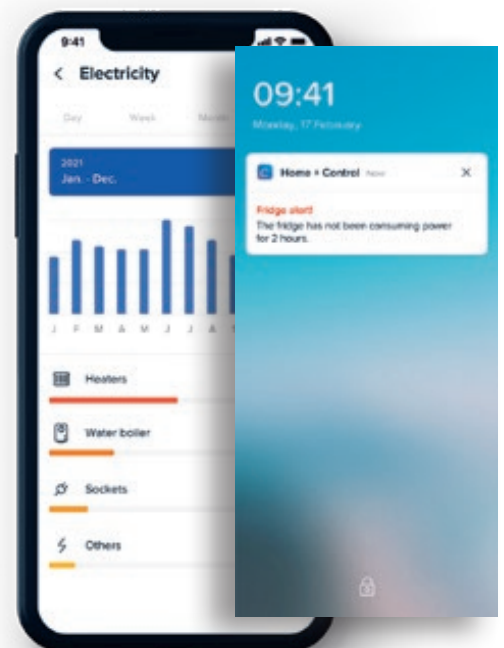 9:41
Electricity
Day Week Month
2021
Jan. - Dec.
J F M A M J J A
Heaters
Water boiler
Sockets
Others
09:41
Monday, 17 February
Home + Control Now
Fridge alert!
The fridge has not been consuming power
for 2 hours.